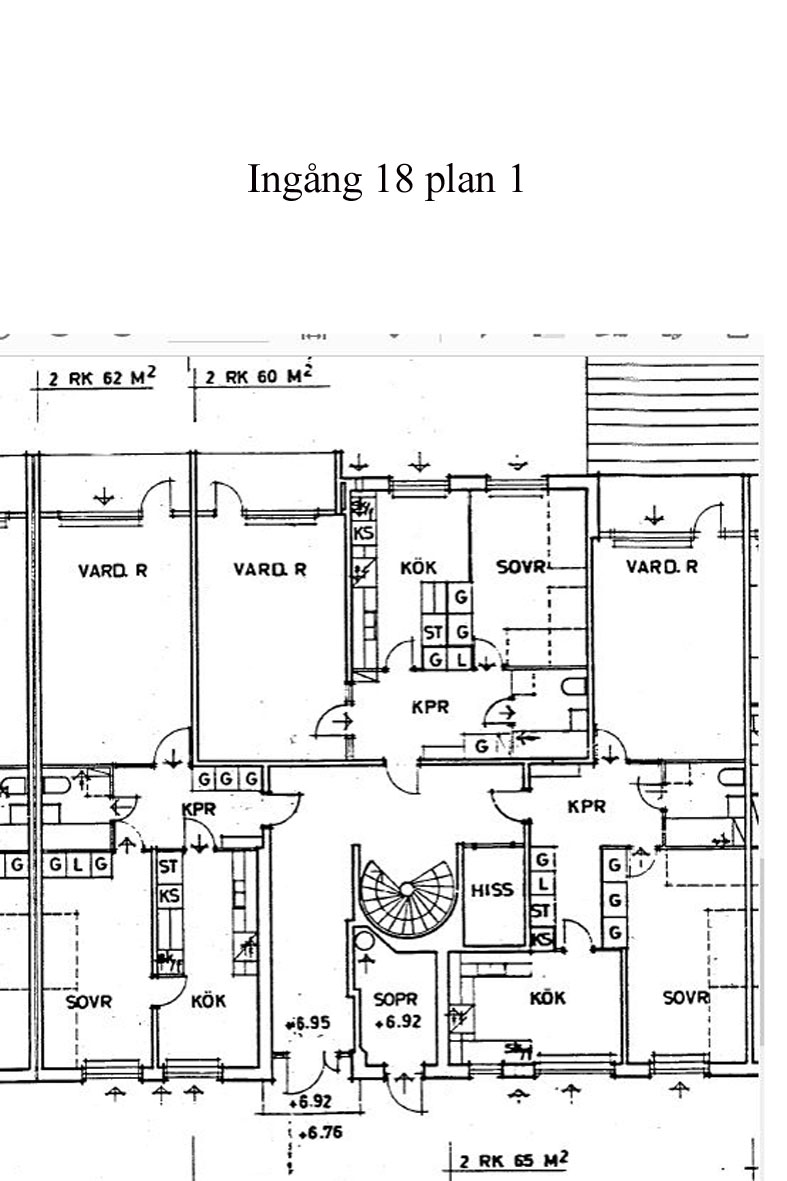 Ingång 18 plan 1
2 RK 62 M²
2 RK 60 M²
KS
VARD. R
VARD. R
KÖK
SOVR
VARD. R
G
ST G
G L
KPR
G
G G G
KPR
KPR
G
G L G
ST
KS
HISS
G
L
ST
KS
G
G
G
SOVR
KÖK
SOPR
+6.92
+6.95
KÖK
SOVR
+6.92
+6.76
2 RK 65 M²